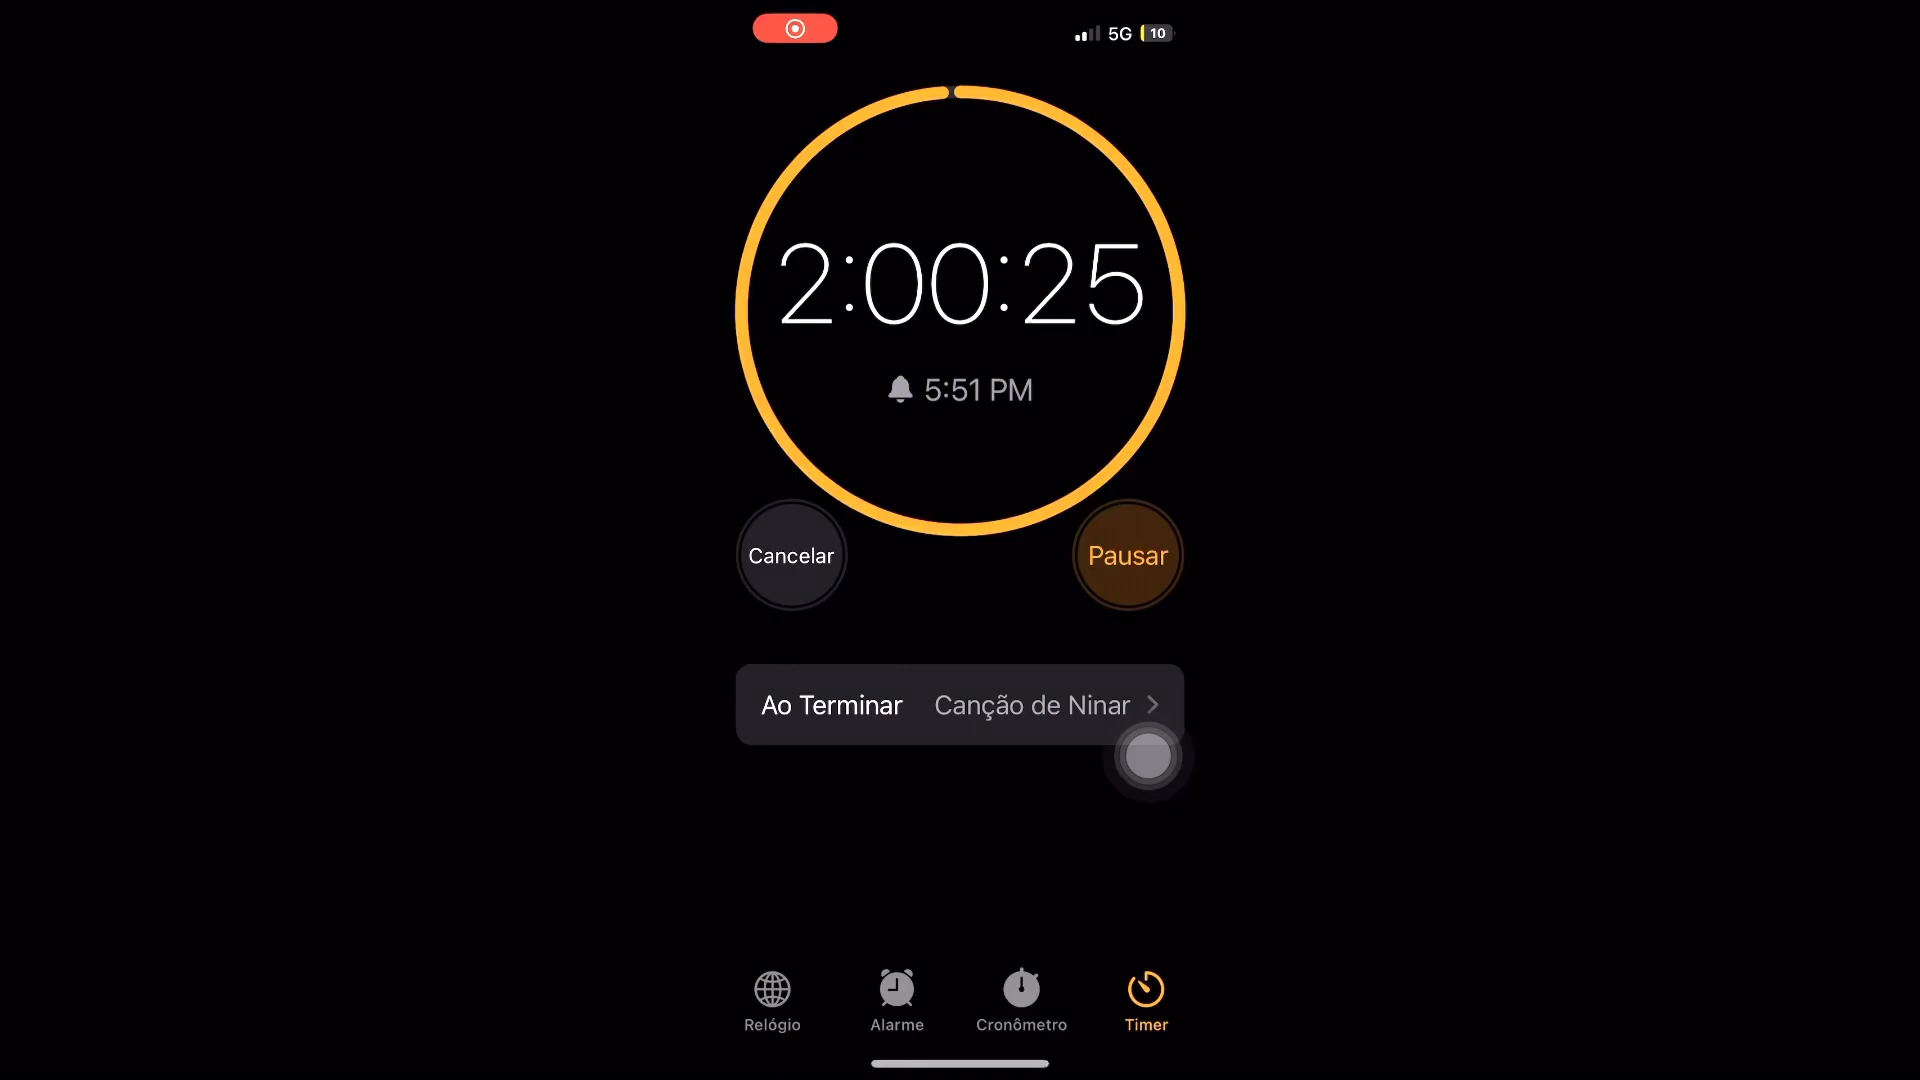 5G 10
2:00:25
5:51 PM
Cancelar Pausar
Ao Terminar Canção de Ninar
Relógio Alarme Cronômetro Timer